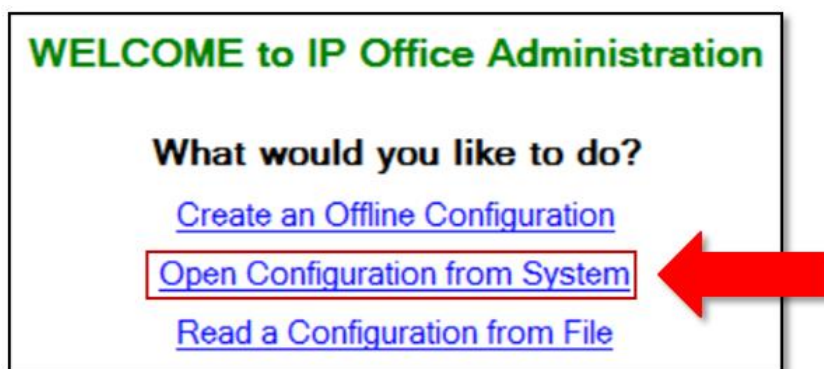 WELCOME to IP Office Administration
What would you like to do?
Create an Offline Configuration
Open Configuration from System
Read a Configuration from File